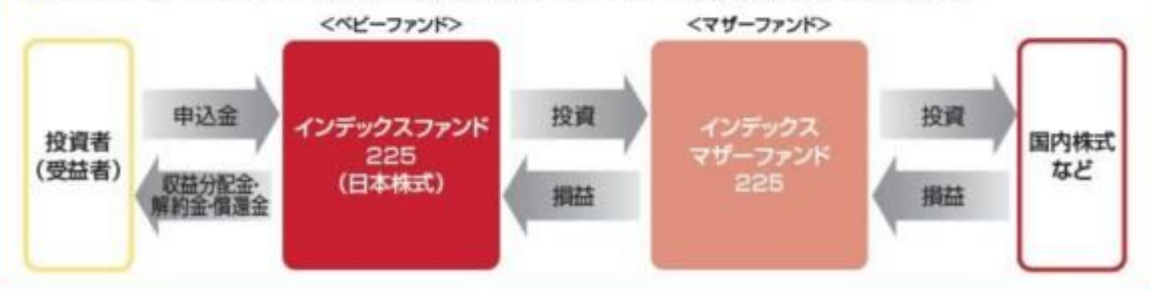 <ベビーファンド>
<マザーファンド>
投資者
(受益者)
申込金
収益分配金・
解約金・償還金
インデックスファンド
225
(日本株式)
投資
損益
インデックス
マザーファンド
225
投資
損益
国内株式
など